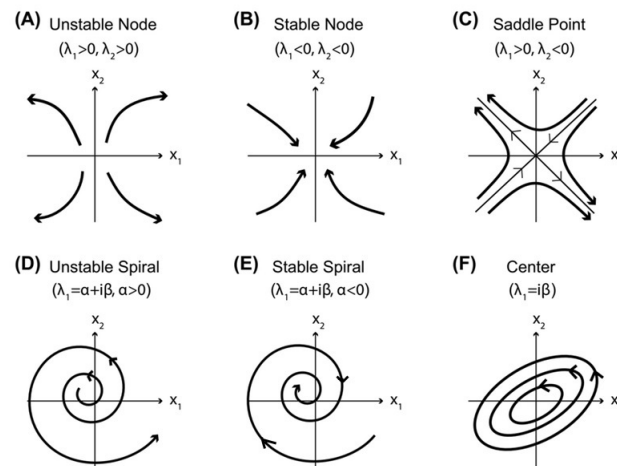 (A) Unstable Node
(λ₁>0, λ₂>0)
x₂
x₁
(B) Stable Node
(λ₁<0, λ₂<0)
x₂
x₁
(C) Saddle Point
(λ₁>0, λ₂<0)
x₂
x
(D) Unstable Spiral
(λ₁=α+iβ, α>0)
x₂
x₁
(E) Stable Spiral
(λ₁=α+iβ, α<0)
x₂
x₁
(F) Center
(λ₁=iβ)
x₂
x